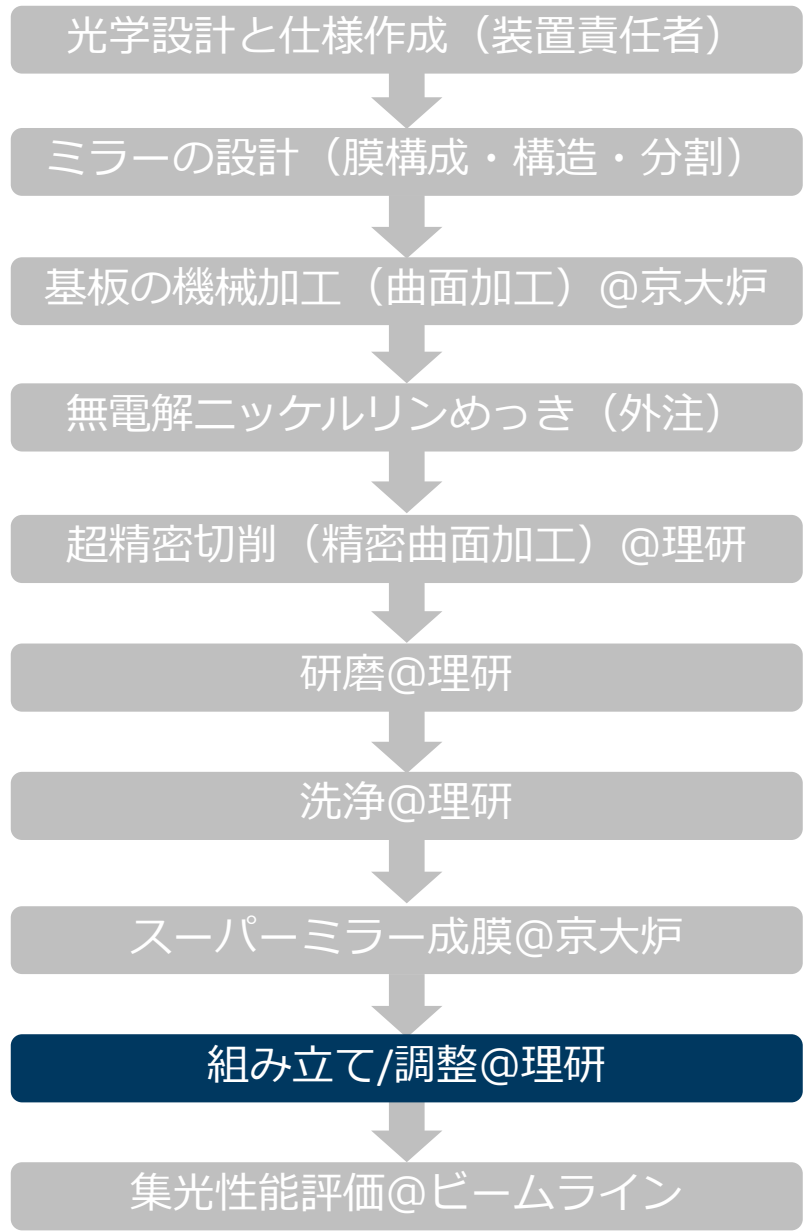 光学設計と仕様作成（装置責任者）
ミラーの設計（膜構成・構造・分割）
基板の機械加工（曲面加工）@京大炉
無電解ニッケルリンめっき（外注）
超精密切削（精密曲面加工）@理研
研磨@理研
洗浄@理研
スーパーミラー成膜@京大炉
組み立て/調整@理研
集光性能評価@ビームライン